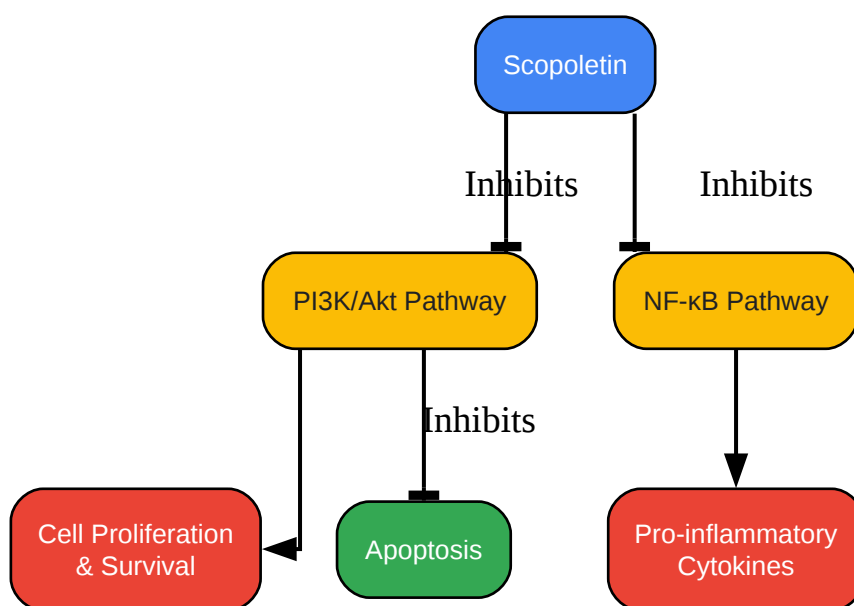 Scopoletin
Inhibits
Inhibits
PI3K/Akt Pathway
NF-κB Pathway
Inhibits
Cell Proliferation
& Survival
Apoptosis
Pro-inflammatory
Cytokines